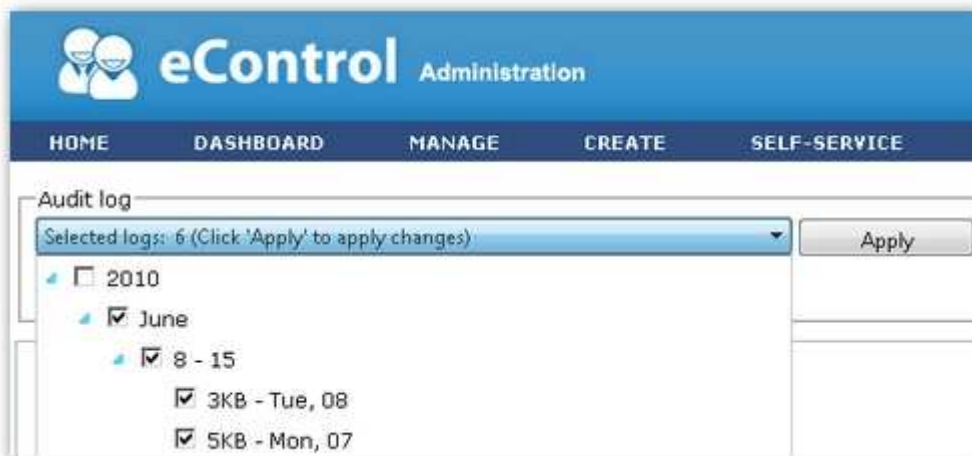 eControl Administration
HOME DASHBOARD MANAGE CREATE SELF-SERVICE
Audit log
Selected logs: 6 (Click 'Apply' to apply changes) Apply
2010
June
8 - 15
3KB - Tue, 08
5KB - Mon, 07